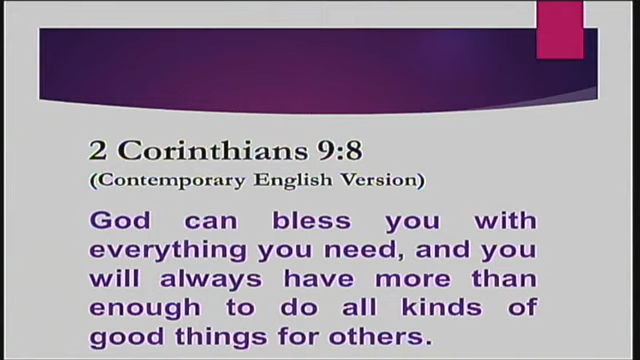 2 Corinthians 9:8
(Contemporary English Version)
God can bless you with
everything you need, and you
will always have more than
enough to do all kinds of
good things for others.